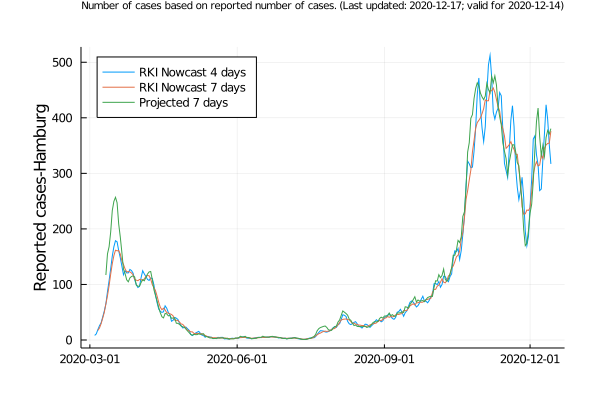 Number of cases based on reported number of cases. (Last updated: 2020-12-17; valid for 2020-12-14)
500
RKI Nowcast 4 days
RKI Nowcast 7 days
Projected 7 days
400
300
200
100
0
Reported cases-Hamburg
2020-03-01 2020-06-01 2020-09-01 2020-12-01